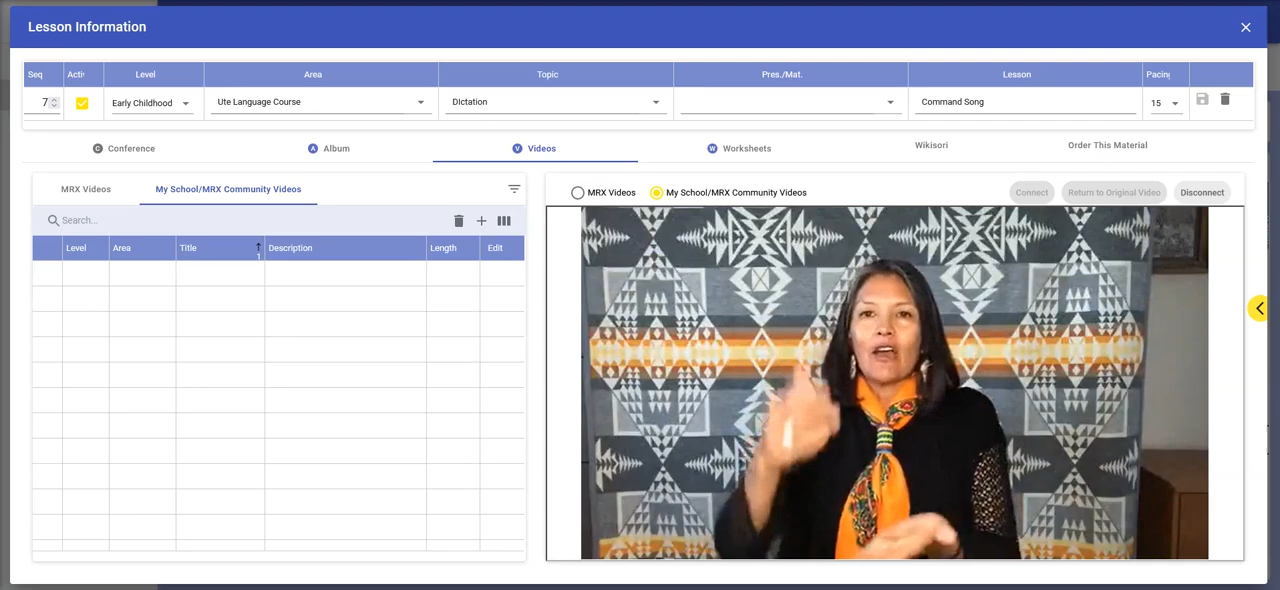 Lesson Information
Seq Activ Level Area Topic Pres./Mat. Lesson Pacing
7 Early Childhood Ute Language Course DIctation Command Song 15
C Conference A Album V Videos W Worksheets Wikisori Order This Material
MRX Videos My School/MRX Community Videos
MRX Videos My School/MRX Community Videos Connect Return to Original Video Disconnect
Search...
Level Area Title 1 Description Length Edit